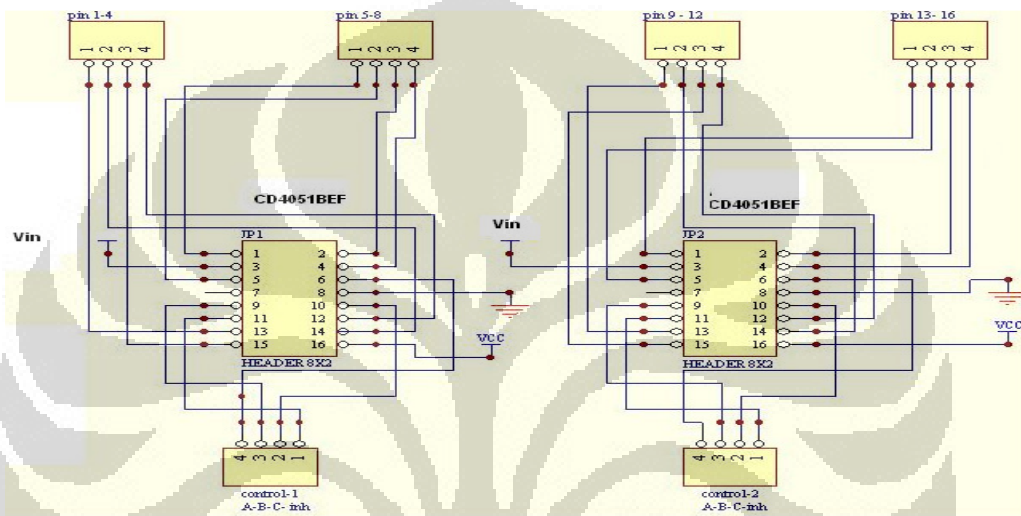 pin 1-4
pin 5-8
pin 9 - 12
pin 13- 16
1 2 3 4
1 2 3 4
1 2 3 4
1 2 3 4
CD4051BEF
CD4051BEF
Vin
Vin
JP1
1 2
3 4
5 6
7 8
9 10
11 12
13 14
15 16
HEADER 8X2
VCC
JP2
1 2
3 4
5 6
7 8
9 10
11 12
13 14
15 16
HEADER 8X2
VCC
4 3 2 1
control-1
A-B-C- inh
4 3 2 1
control-2
A-B-C-inh